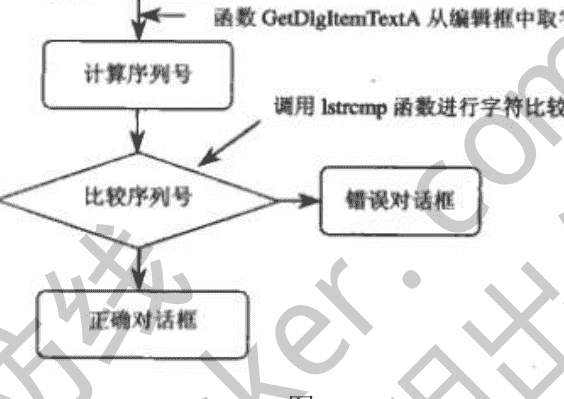 函数 GetDlgItemTextA 从编辑框中取
计算序列号
调用 lstrcmp 函数进行字符比较
比较序列号
错误对话框
正确对话框